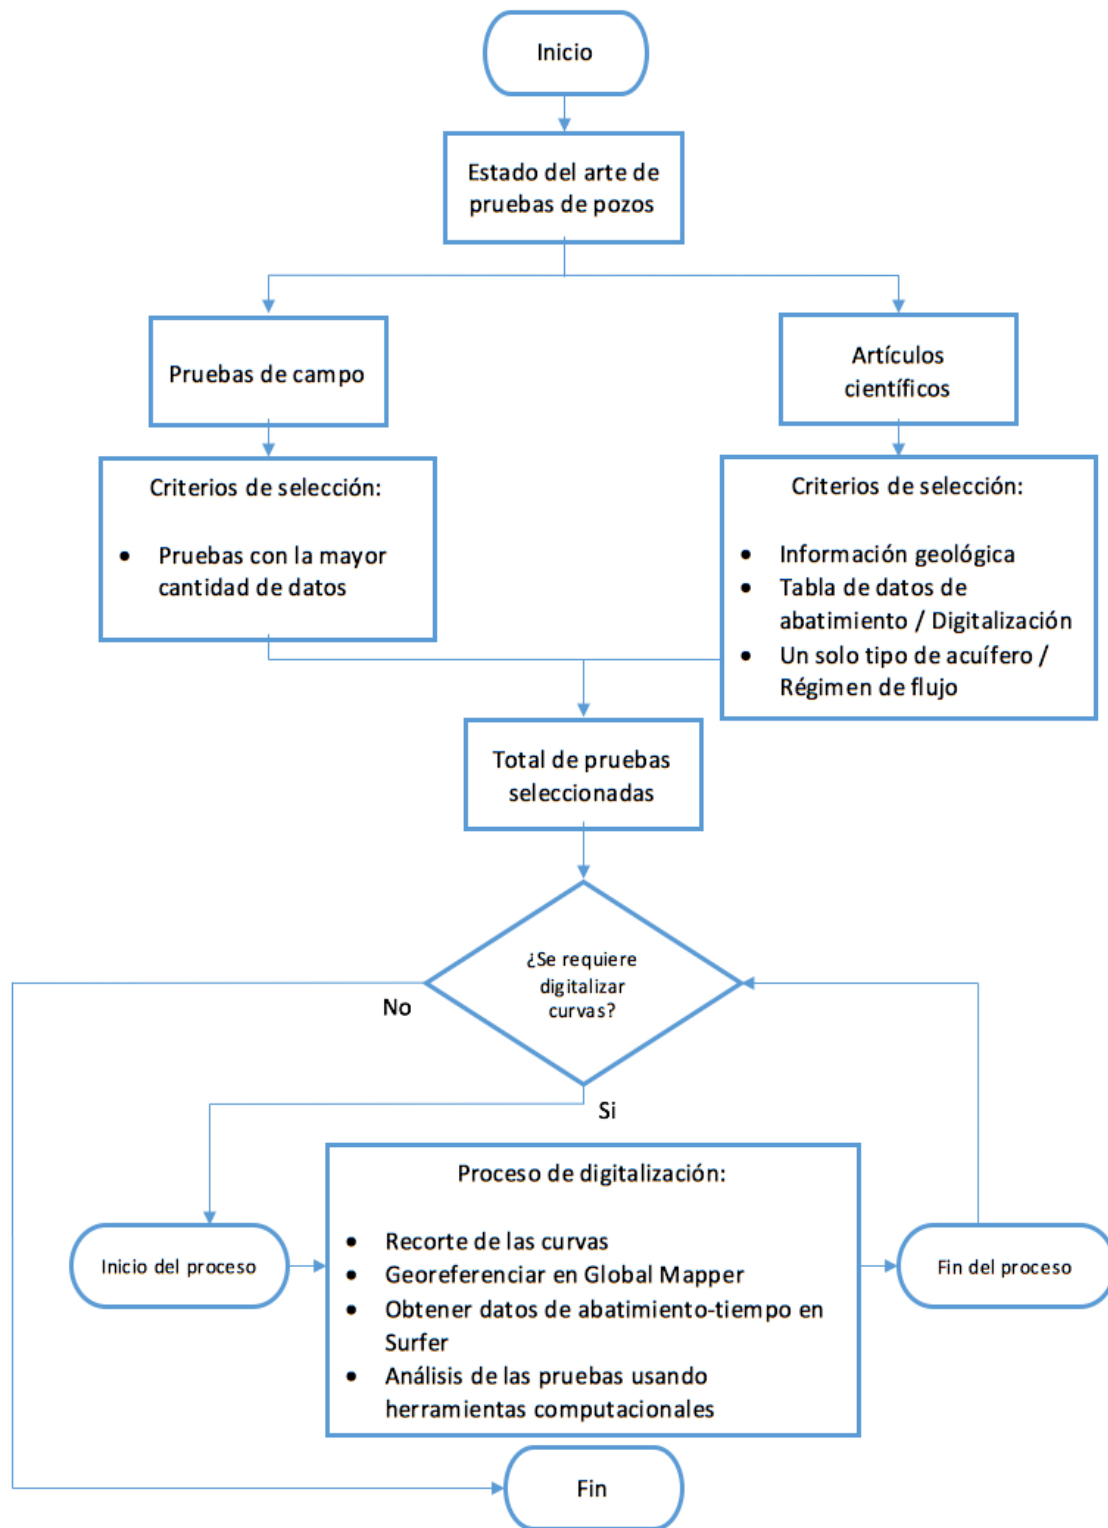 Inicio
Estado del arte de
pruebas de pozos
Pruebas de campo
Artículos
científicos
Criterios de selección:
• Pruebas con la mayor
cantidad de datos
Criterios de selección:
• Información geológica
• Tabla de datos de
abatimiento / Digitalización
• Un solo tipo de acuífero /
Régimen de flujo
Total de pruebas
seleccionadas
¿Se requiere
digitalizar
curvas?
No
Si
Proceso de digitalización:
• Recorte de las curvas
• Georeferenciar en Global Mapper
• Obtener datos de abatimiento-tiempo en
Surfer
• Análisis de las pruebas usando
herramientas computacionales
Inicio del proceso
Fin del proceso
Fin